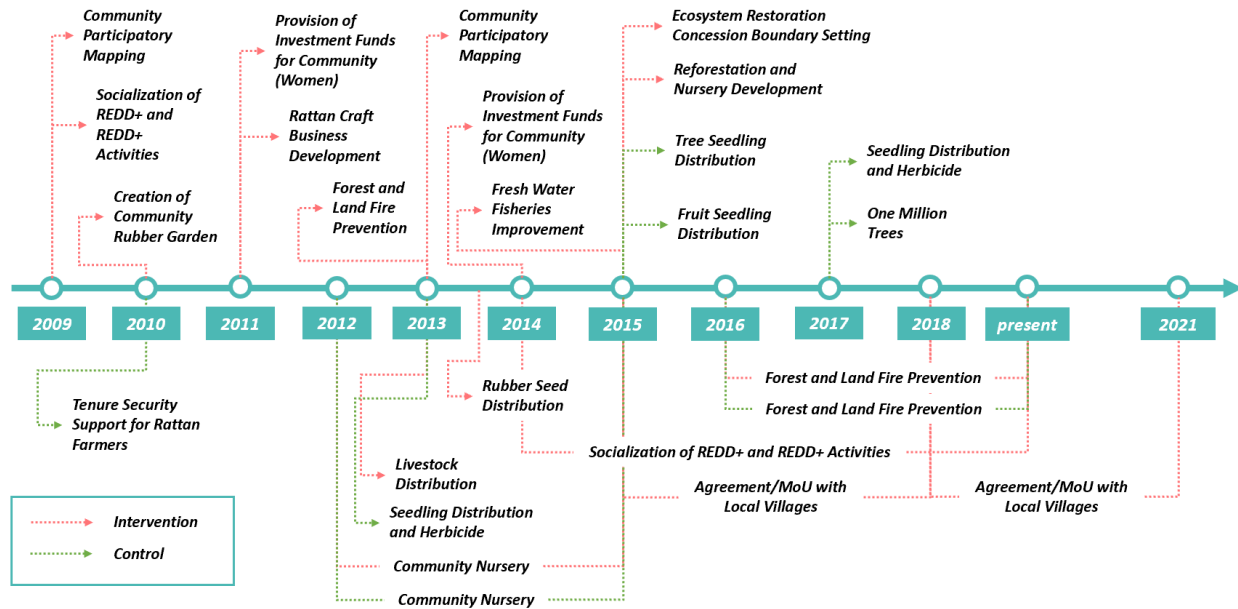 Community
Participatory
Mapping
Socialization of
REDD+ and
REDD+
Activities
Creation of
Community
Rubber Garden
Provision of
Investment Funds
for Community
(Women)
Rattan Craft
Business
Development
Forest and
Land Fire
Prevention
Community
Participatory
Mapping
Provision of
Investment Funds
for Community
(Women)
Fresh Water
Fisheries
Improvement
Ecosystem Restoration
Concession Boundary Setting
Reforestation and
Nursery Development
Tree Seedling
Distribution
Fruit Seedling
Distribution
Seedling Distribution
and Herbicide
One Million
Trees
2009
2010
2011
2012
2013
2014
2015
2016
2017
2018
present
2021
Tenure Security
Support for Rattan
Farmers
Rubber Seed
Distribution
Forest and Land Fire Prevention
Forest and Land Fire Prevention
Socialization of REDD+ and REDD+ Activities
Livestock
Distribution
Agreement/MoU with
Local Villages
Agreement/MoU with
Local Villages
Seedling Distribution
and Herbicide
Community Nursery
Community Nursery
Intervention
Control